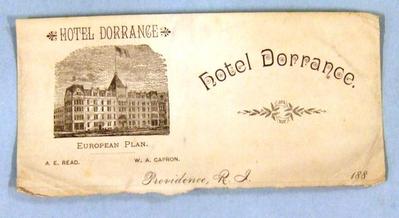 HOTEL DORRANCE
EUROPEAN PLAN.
A. E. READ. W. A. CAPRON.
Hotel Dorrance.
Providence, R. I. 188